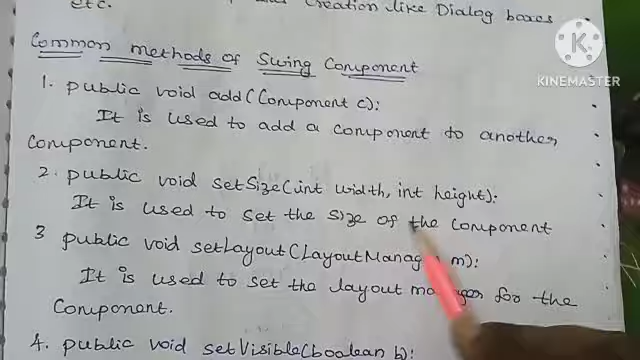 etc.
Creation like Dialog boxes
Common methods of Swing Component
1. public void add(Component c):
It is used to add a component to another
Component.
2. public void setSize(int width, int height):
It is used to set the size of the Component
3 public void setLayout(LayoutManager m):
It is used to set the layout manager for the
Component.
4. public void setVisible(boolean b):
K
KINEMASTER